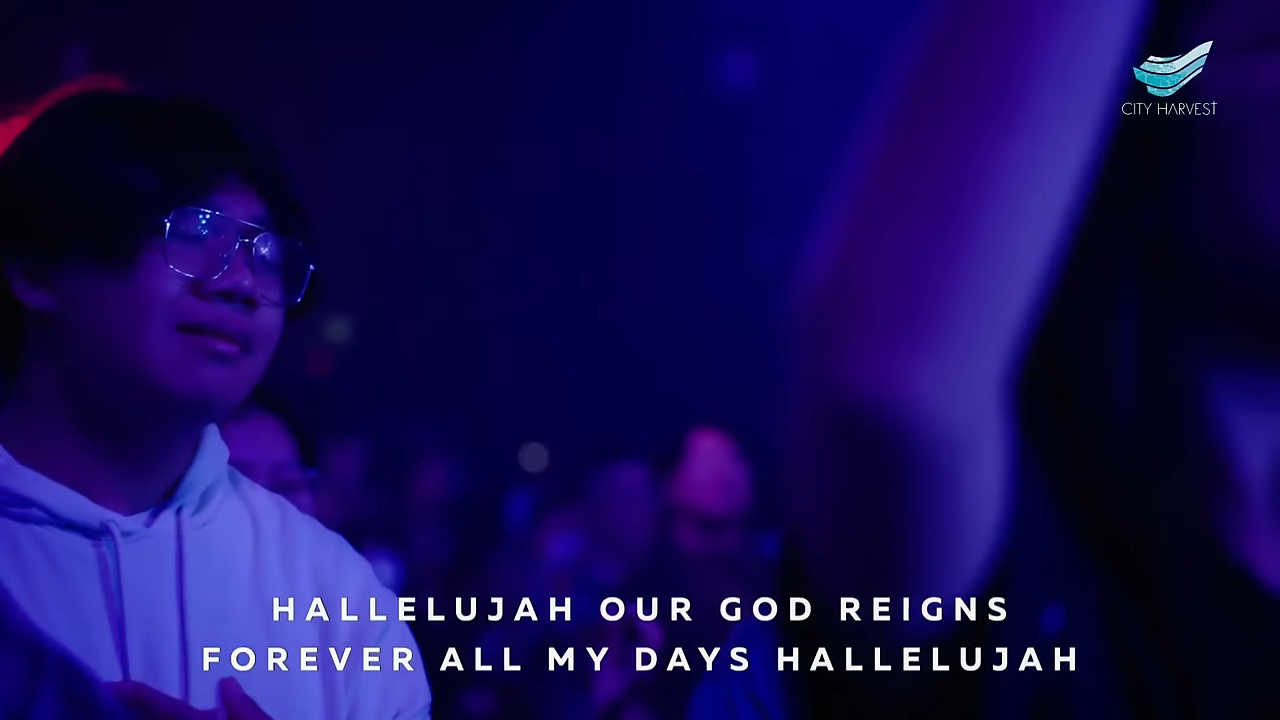 CITY HARVEST
HALLELUJAH OUR GOD REIGNS
FOREVER ALL MY DAYS HALLELUJAH